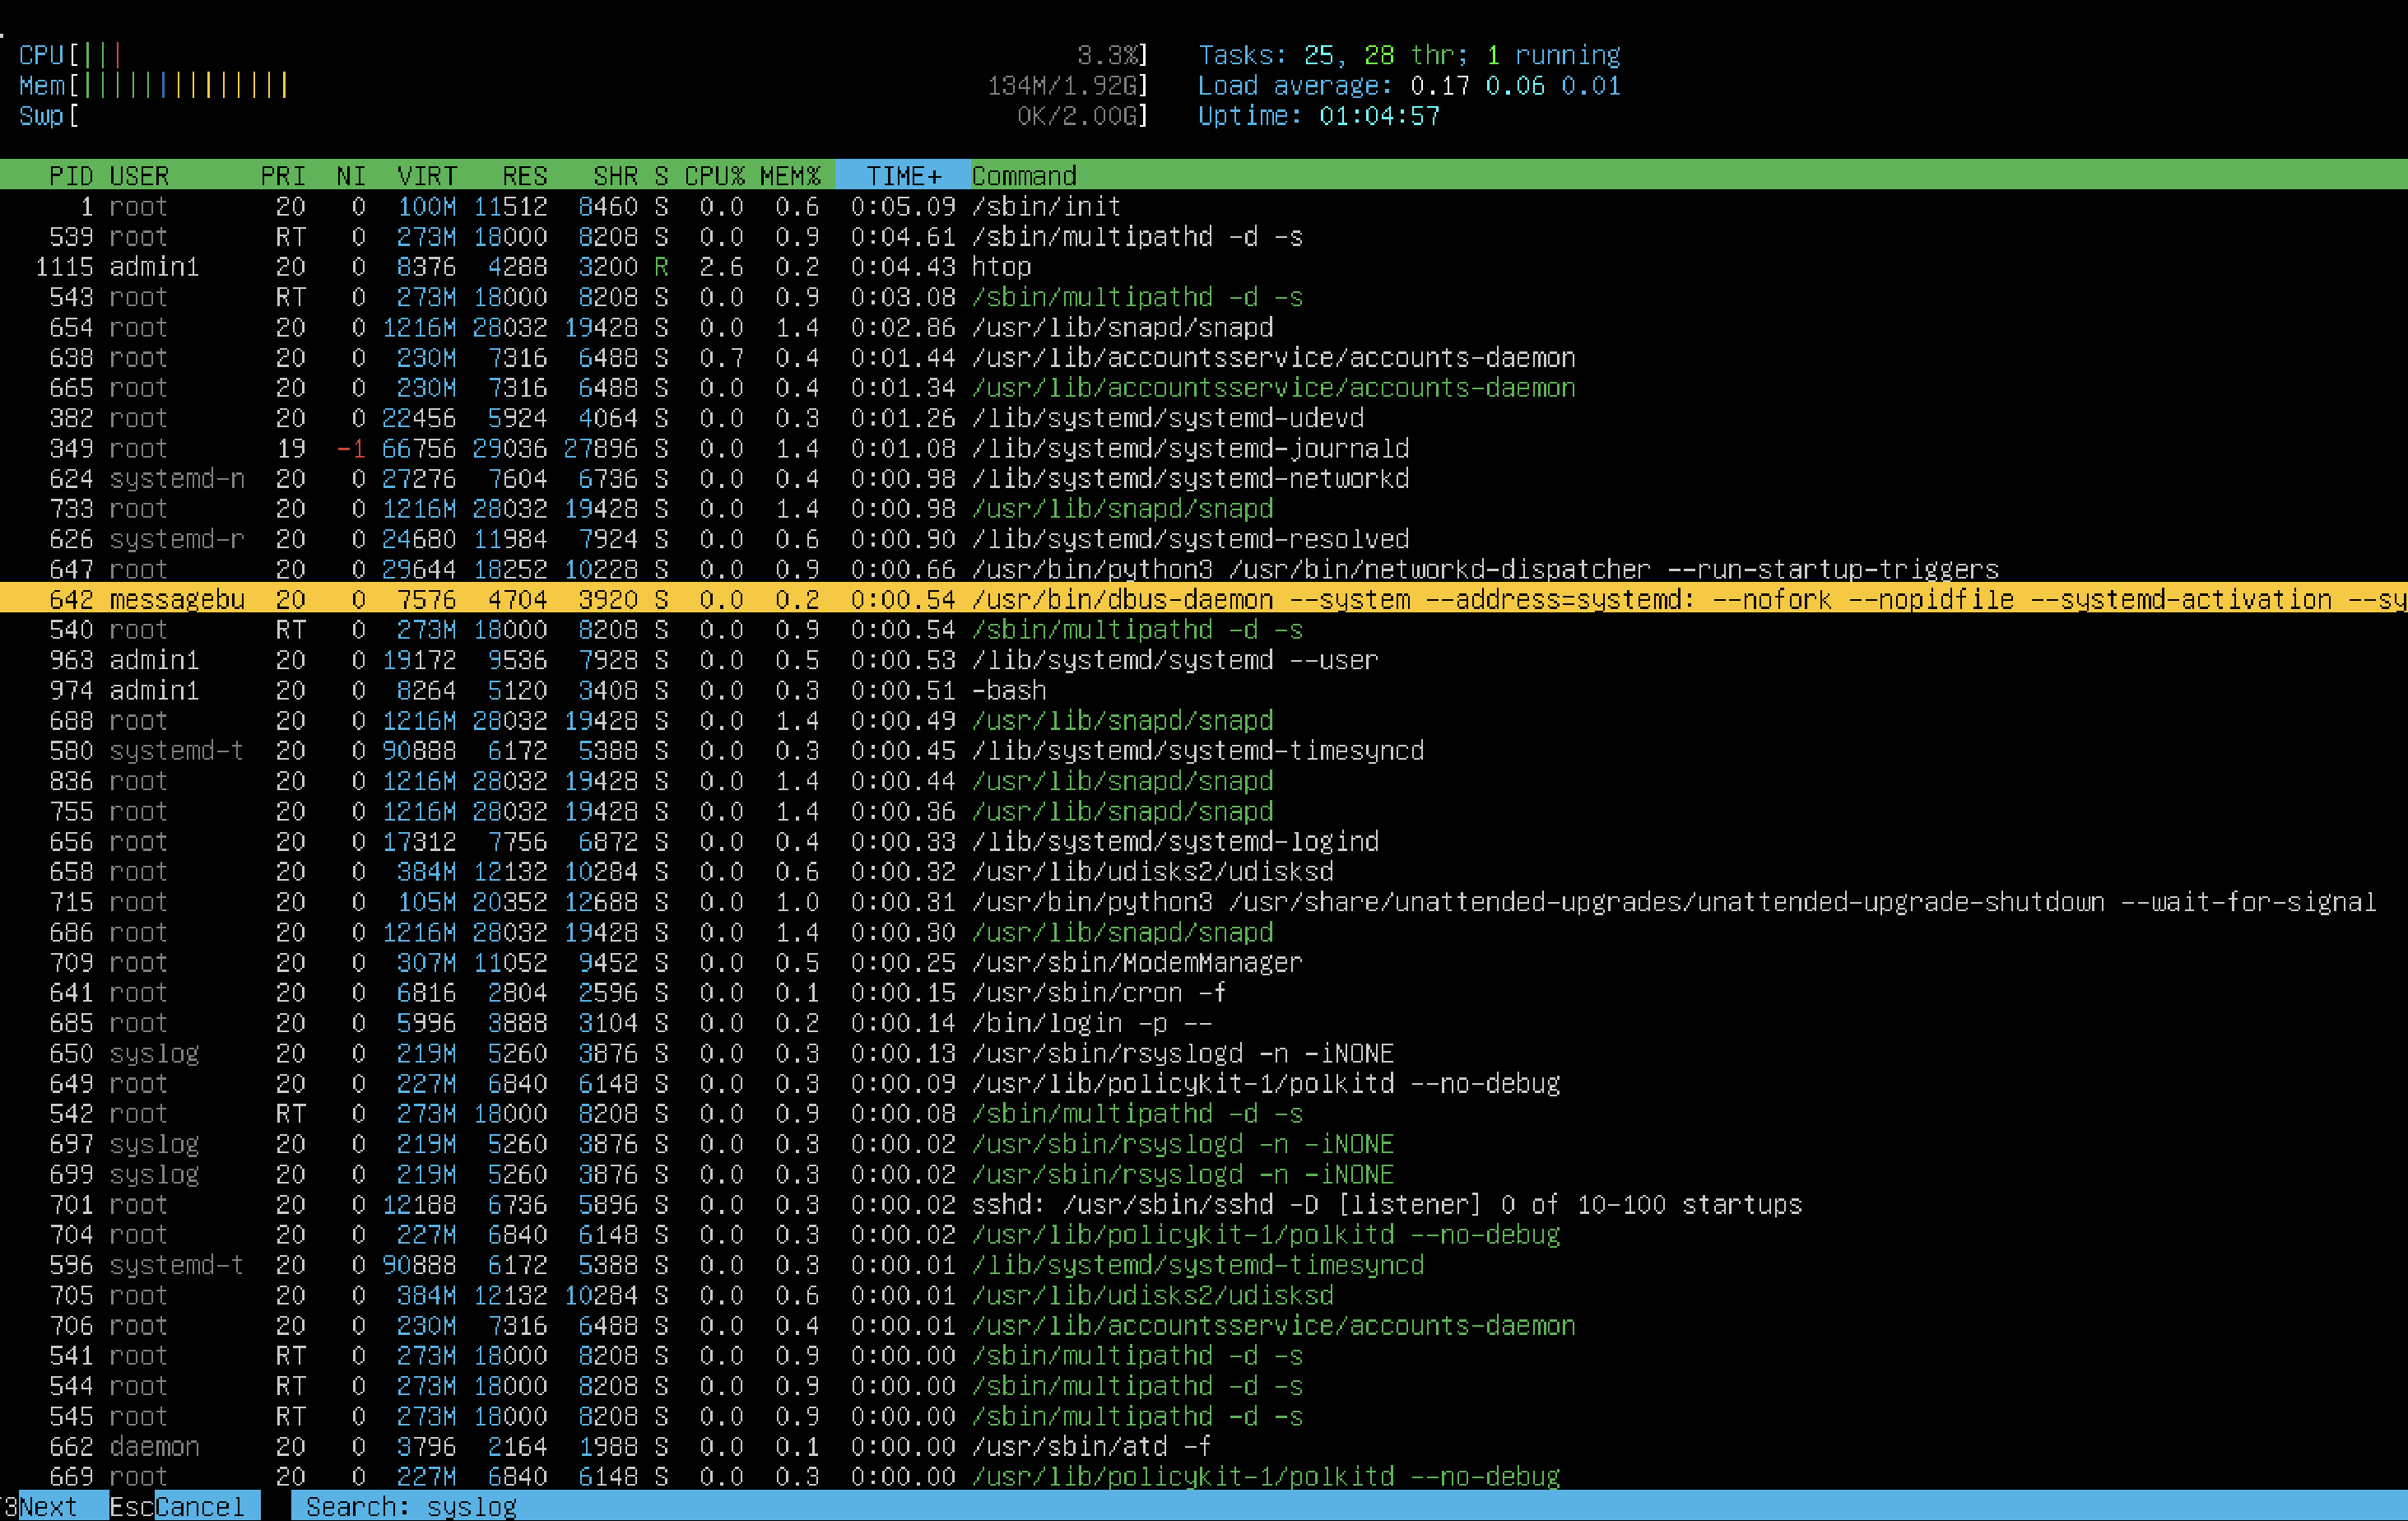 CPU[||| 3.3%] Tasks: 25, 28 thr; 1 running
Mem[|||||||||||||| 134M/1.92G] Load average: 0.17 0.06 0.01
Swp[ 0K/2.00G] Uptime: 01:04:57
PID USER PRI NI VIRT RES SHR S CPU% MEM% TIME+ Command
1 root 20 0 100M 11512 8460 S 0.0 0.6 0:05.09 /sbin/init
539 root RT 0 273M 18000 8208 S 0.0 0.9 0:04.61 /sbin/multipathd -d -s
1115 admin1 20 0 8376 4288 3200 R 2.6 0.2 0:04.43 htop
543 root RT 0 273M 18000 8208 S 0.0 0.9 0:03.08 /sbin/multipathd -d -s
654 root 20 0 1216M 28032 19428 S 0.0 1.4 0:02.86 /usr/lib/snapd/snapd
638 root 20 0 230M 7316 6488 S 0.7 0.4 0:01.44 /usr/lib/accountsservice/accounts-daemon
665 root 20 0 230M 7316 6488 S 0.0 0.4 0:01.34 /usr/lib/accountsservice/accounts-daemon
382 root 20 0 22456 5924 4064 S 0.0 0.3 0:01.26 /lib/systemd/systemd-udevd
349 root 19 -1 66756 29036 27896 S 0.0 1.4 0:01.08 /lib/systemd/systemd-journald
624 systemd-n 20 0 27276 7604 6736 S 0.0 0.4 0:00.98 /lib/systemd/systemd-networkd
733 root 20 0 1216M 28032 19428 S 0.0 1.4 0:00.98 /usr/lib/snapd/snapd
626 systemd-r 20 0 24680 11984 7924 S 0.0 0.6 0:00.90 /lib/systemd/systemd-resolved
647 root 20 0 29644 18252 10228 S 0.0 0.9 0:00.66 /usr/bin/python3 /usr/bin/networkd-dispatcher --run-startup-triggers
642 messagebu 20 0 7576 4704 3920 S 0.0 0.2 0:00.54 /usr/bin/dbus-daemon --system --address=systemd: --nofork --nopidfile --systemd-activation --sy
540 root RT 0 273M 18000 8208 S 0.0 0.9 0:00.54 /sbin/multipathd -d -s
963 admin1 20 0 19172 9536 7928 S 0.0 0.5 0:00.53 /lib/systemd/systemd --user
974 admin1 20 0 8264 5120 3408 S 0.0 0.3 0:00.51 -bash
688 root 20 0 1216M 28032 19428 S 0.0 1.4 0:00.49 /usr/lib/snapd/snapd
580 systemd-t 20 0 90888 6172 5388 S 0.0 0.3 0:00.45 /lib/systemd/systemd-timesyncd
836 root 20 0 1216M 28032 19428 S 0.0 1.4 0:00.44 /usr/lib/snapd/snapd
755 root 20 0 1216M 28032 19428 S 0.0 1.4 0:00.36 /usr/lib/snapd/snapd
656 root 20 0 17312 7756 6872 S 0.0 0.4 0:00.33 /lib/systemd/systemd-logind
658 root 20 0 384M 12132 10284 S 0.0 0.6 0:00.32 /usr/lib/udisks2/udisksd
715 root 20 0 105M 20352 12688 S 0.0 1.0 0:00.31 /usr/bin/python3 /usr/share/unattended-upgrades/unattended-upgrade-shutdown --wait-for-signal
686 root 20 0 1216M 28032 19428 S 0.0 1.4 0:00.30 /usr/lib/snapd/snapd
709 root 20 0 307M 11052 9452 S 0.0 0.5 0:00.25 /usr/sbin/ModemManager
641 root 20 0 6816 2804 2596 S 0.0 0.1 0:00.15 /usr/sbin/cron -f
685 root 20 0 5996 3888 3104 S 0.0 0.2 0:00.14 /bin/login -p --
650 syslog 20 0 219M 5260 3876 S 0.0 0.3 0:00.13 /usr/sbin/rsyslogd -n -iNONE
649 root 20 0 227M 6840 6148 S 0.0 0.3 0:00.09 /usr/lib/policykit-1/polkitd --no-debug
542 root RT 0 273M 18000 8208 S 0.0 0.9 0:00.08 /sbin/multipathd -d -s
697 syslog 20 0 219M 5260 3876 S 0.0 0.3 0:00.02 /usr/sbin/rsyslogd -n -iNONE
699 syslog 20 0 219M 5260 3876 S 0.0 0.3 0:00.02 /usr/sbin/rsyslogd -n -iNONE
701 root 20 0 12188 6736 5896 S 0.0 0.3 0:00.02 sshd: /usr/sbin/sshd -D [listener] 0 of 10-100 startups
704 root 20 0 227M 6840 6148 S 0.0 0.3 0:00.02 /usr/lib/policykit-1/polkitd --no-debug
596 systemd-t 20 0 90888 6172 5388 S 0.0 0.3 0:00.01 /lib/systemd/systemd-timesyncd
705 root 20 0 384M 12132 10284 S 0.0 0.6 0:00.01 /usr/lib/udisks2/udisksd
706 root 20 0 230M 7316 6488 S 0.0 0.4 0:00.01 /usr/lib/accountsservice/accounts-daemon
541 root RT 0 273M 18000 8208 S 0.0 0.9 0:00.00 /sbin/multipathd -d -s
544 root RT 0 273M 18000 8208 S 0.0 0.9 0:00.00 /sbin/multipathd -d -s
545 root RT 0 273M 18000 8208 S 0.0 0.9 0:00.00 /sbin/multipathd -d -s
662 daemon 20 0 3796 2164 1988 S 0.0 0.1 0:00.00 /usr/sbin/atd -f
669 root 20 0 227M 6840 6148 S 0.0 0.3 0:00.00 /usr/lib/policykit-1/polkitd --no-debug
3Next EscCancel Search: syslog